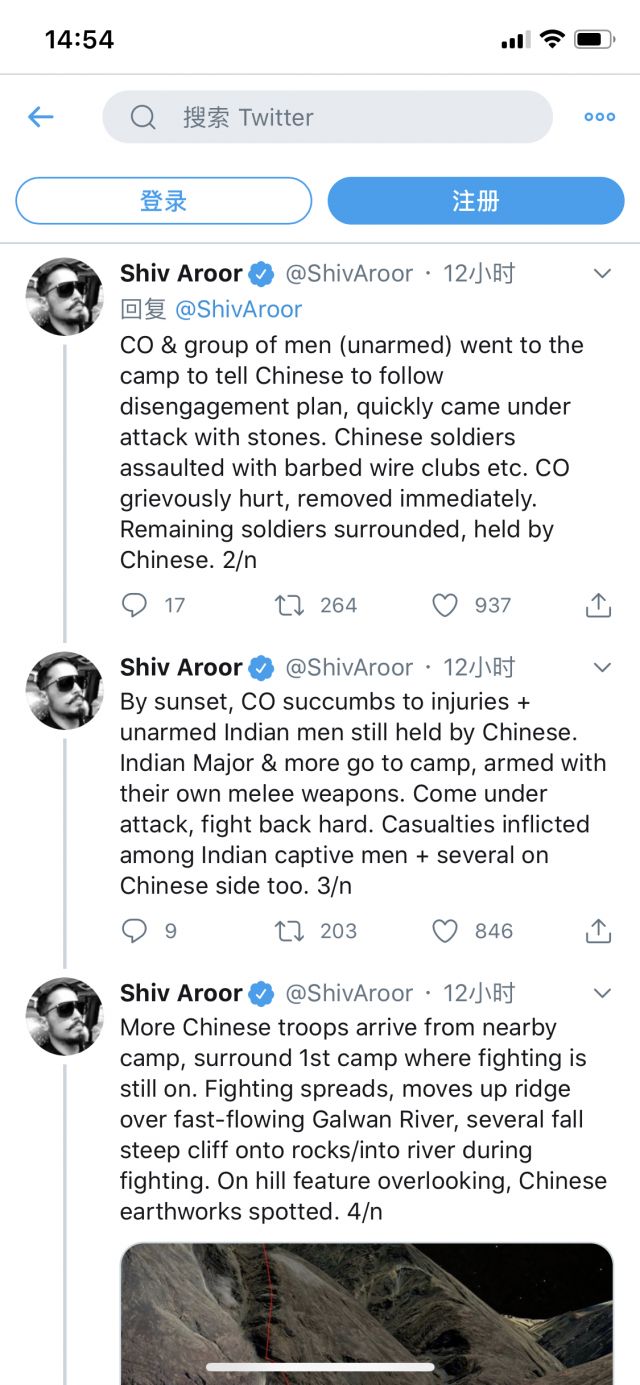 14:54
搜索 Twitter
登录
注册
Shiv Aroor @ShivAroor · 12小时
回复 @ShivAroor
CO & group of men (unarmed) went to the
camp to tell Chinese to follow
disengagement plan, quickly came under
attack with stones. Chinese soldiers
assaulted with barbed wire clubs etc. CO
grievously hurt, removed immediately.
Remaining soldiers surrounded, held by
Chinese. 2/n
17 264 937
Shiv Aroor @ShivAroor · 12小时
By sunset, CO succumbs to injuries +
unarmed Indian men still held by Chinese.
Indian Major & more go to camp, armed with
their own melee weapons. Come under
attack, fight back hard. Casualties inflicted
among Indian captive men + several on
Chinese side too. 3/n
9 203 846
Shiv Aroor @ShivAroor · 12小时
More Chinese troops arrive from nearby
camp, surround 1st camp where fighting is
still on. Fighting spreads, moves up ridge
over fast-flowing Galwan River, several fall
steep cliff onto rocks/into river during
fighting. On hill feature overlooking, Chinese
earthworks spotted. 4/n